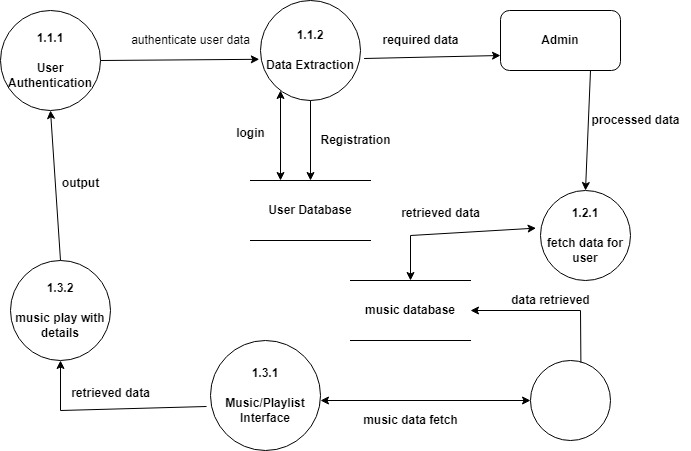 1.1.1
User
Authentication
authenticate user data
1.1.2
Data Extraction
required data
Admin
login
Registration
processed data
User Database
output
retrieved data
1.2.1
fetch data for
user
1.3.2
music play with
details
music database
data retrieved
retrieved data
1.3.1
Music/Playlist
Interface
music data fetch